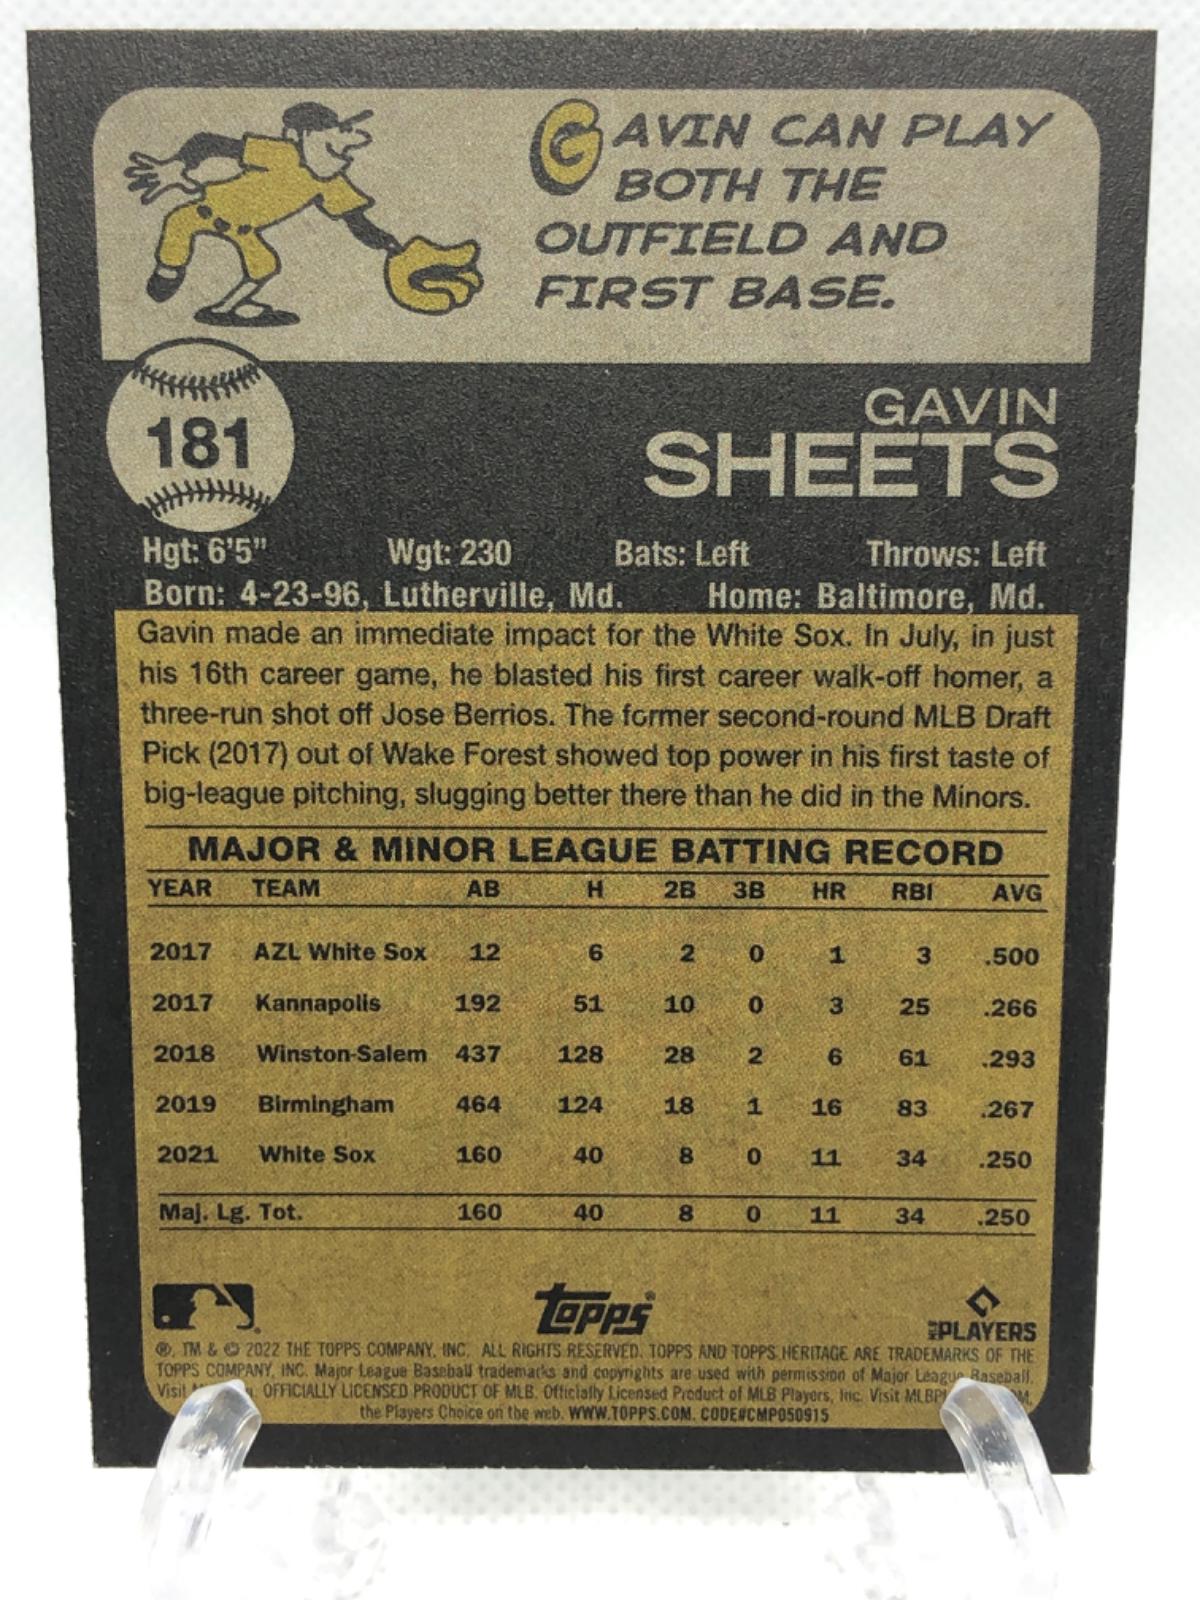 GAVIN CAN PLAY
BOTH THE
OUTFIELD AND
FIRST BASE.
181
GAVIN
SHEETS
Hgt: 6'5" Wgt: 230 Bats: Left Throws: Left
Born: 4-23-96, Lutherville, Md. Home: Baltimore, Md.
Gavin made an immediate impact for the White Sox. In July, in just
his 16th career game, he blasted his first career walk-off homer, a
three-run shot off Jose Berrios. The former second-round MLB Draft
Pick (2017) out of Wake Forest showed top power in his first taste of
big-league pitching, slugging better there than he did in the Minors.
MAJOR & MINOR LEAGUE BATTING RECORD
YEAR TEAM AB H 2B 3B HR RBI AVG
2017 AZL White Sox 12 6 2 0 1 3 .500
2017 Kannapolis 192 51 10 0 3 25 .266
2018 Winston-Salem 437 128 28 2 6 61 .293
2019 Birmingham 464 124 18 1 16 83 .267
2021 White Sox 160 40 8 0 11 34 .250
Maj. Lg. Tot. 160 40 8 0 11 34 .250
topps®
PLAYERS
®, TM & © 2022 THE TOPPS COMPANY, INC. ALL RIGHTS RESERVED. TOPPS AND TOPPS HERITAGE ARE TRADEMARKS OF THE
TOPPS COMPANY, INC. Major League Baseball trademarks and copyrights are used with permission of Major League Baseball.
Visit OFFICIALLY LICENSED PRODUCT OF MLB. Officially Licensed Product of MLB Players, Inc. Visit
the Players Choice on the web. WWW.TOPPS.COM. CODE#CMP050915